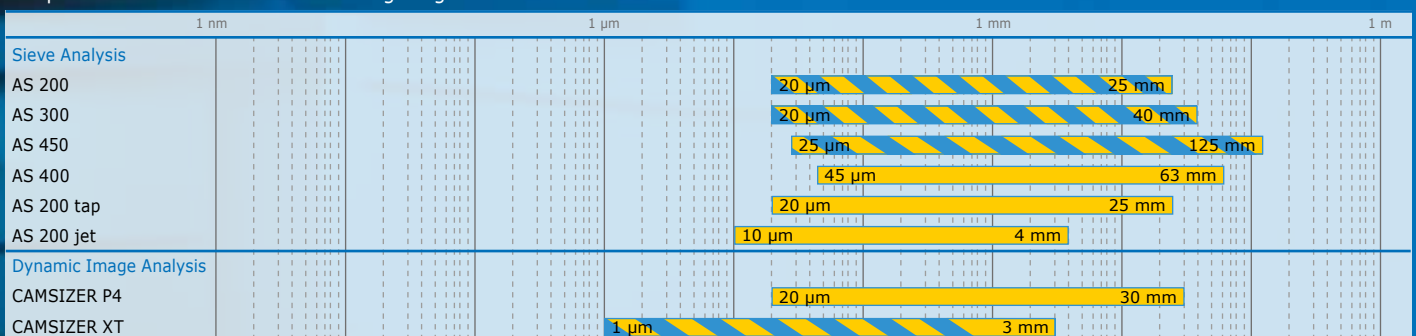 1 nm 1 µm 1 mm 1 m
Sieve Analysis
AS 200 20 µm 25 mm
AS 300 20 µm 40 mm
AS 450 25 µm 125 mm
AS 400 45 µm 63 mm
AS 200 tap 20 µm 25 mm
AS 200 jet 10 µm 4 mm
Dynamic Image Analysis
CAMSIZER P4 20 µm 30 mm
CAMSIZER XT 1 µm 3 mm